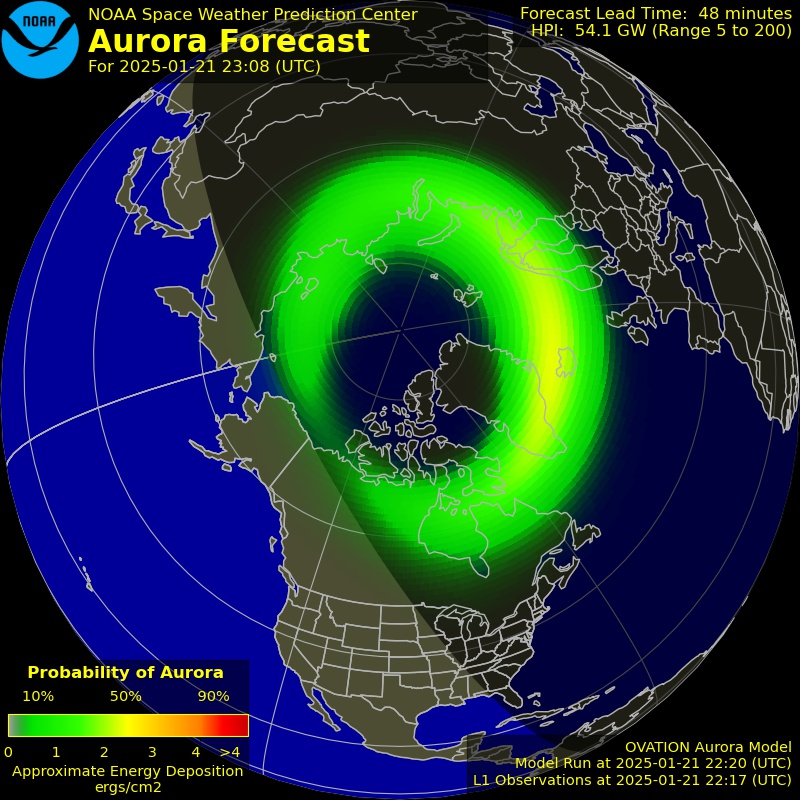 NOAA
NOAA Space Weather Prediction Center
Aurora Forecast
For 2025-01-21 23:08 (UTC)
Forecast Lead Time: 48 minutes
HPI: 54.1 GW (Range 5 to 200)
Probability of Aurora
10% 50% 90%
0 1 2 3 4 >4
Approximate Energy Deposition
ergs/cm2
OVATION Aurora Model
Model Run at 2025-01-21 22:20 (UTC)
L1 Observations at 2025-01-21 22:17 (UTC)